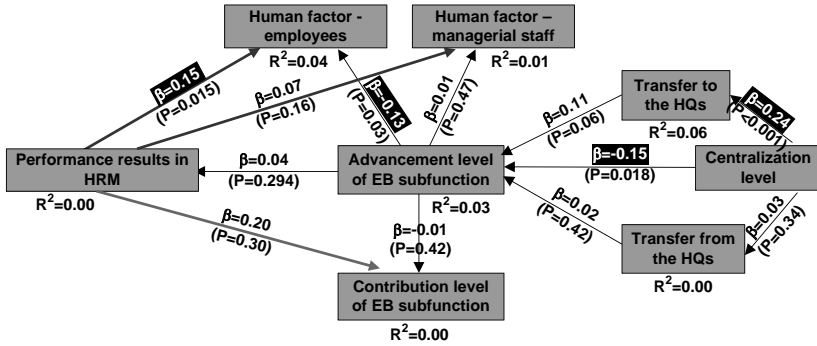 Human factor -
employees
R²=0.04
Human factor –
managerial staff
R²=0.01
β=0.15
(P=0.015)
β=0.07
(P=0.16)
β=-0.13
(P=0.03)
β=0.01
(P=0.47)
Transfer to
the HQs
R²=0.06
β=0.24
(P<0.001)
β=0.11
(P=0.06)
Performance results in
HRM
R²=0.00
β=0.04
(P=0.294)
Advancement level
of EB subfunction
R²=0.03
β=-0.15
(P=0.018)
Centralization
level
β=0.20
(P=0.30)
β=-0.01
(P=0.42)
β=0.02
(P=0.42)
β=0.03
(P=0.34)
Transfer from
the HQs
R²=0.00
Contribution level
of EB subfunction
R²=0.00